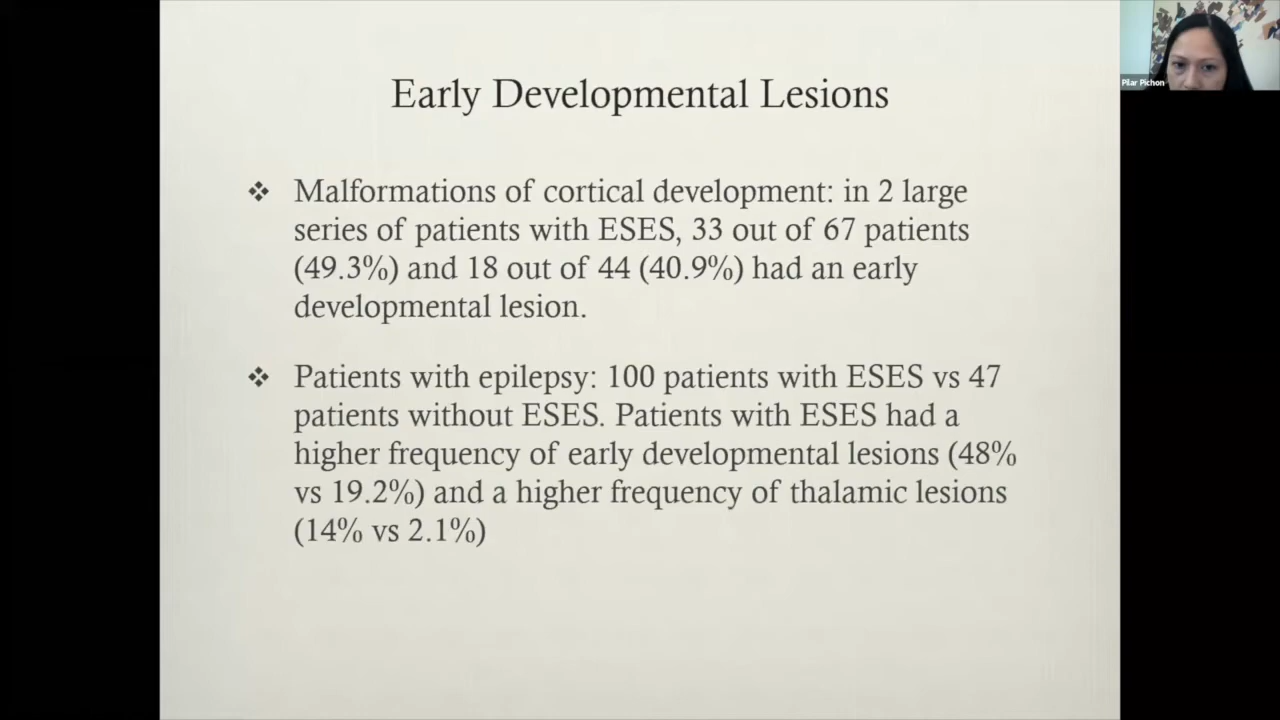 Early Developmental Lesions
❖ Malformations of cortical development: in 2 large
series of patients with ESES, 33 out of 67 patients
(49.3%) and 18 out of 44 (40.9%) had an early
developmental lesion.
❖ Patients with epilepsy: 100 patients with ESES vs 47
patients without ESES. Patients with ESES had a
higher frequency of early developmental lesions (48%
vs 19.2%) and a higher frequency of thalamic lesions
(14% vs 2.1%)
Pilar Pichon